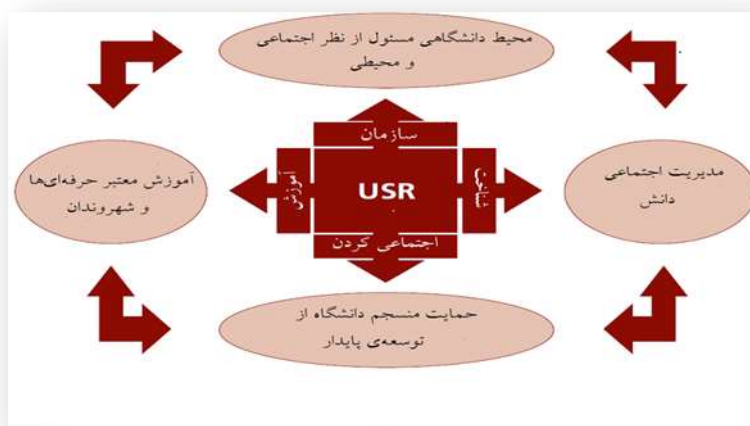 محیط دانشگاهی مسئول از نظر اجتماعی
و محیطی
سازمان
مدیریت اجتماعی
دانش
شناخت
USR
آموزش
آموزش معتبر حرفه‌ای‌ها
و شهروندان
اجتماعی کردن
حمایت منسجم دانشگاه از
توسعه‌ی پایدار